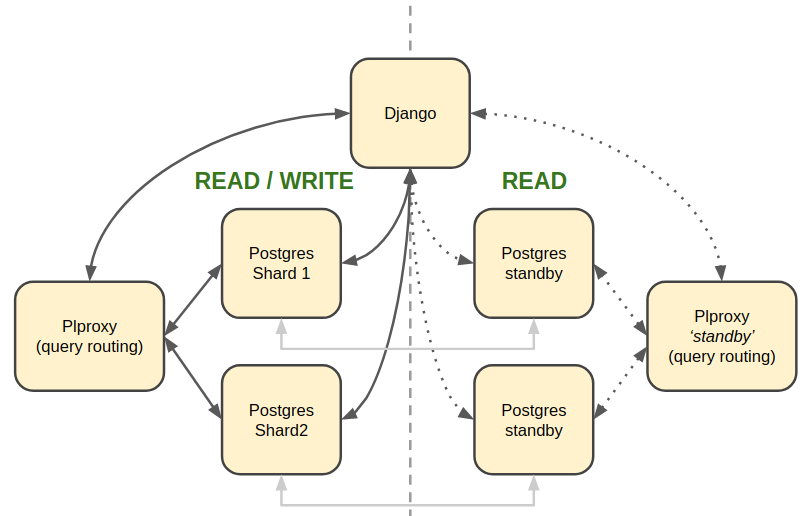 Django
READ / WRITE
READ
Postgres
Shard 1
Postgres
standby
Plproxy
(query routing)
Plproxy
‘standby’
(query routing)
Postgres
Shard2
Postgres
standby